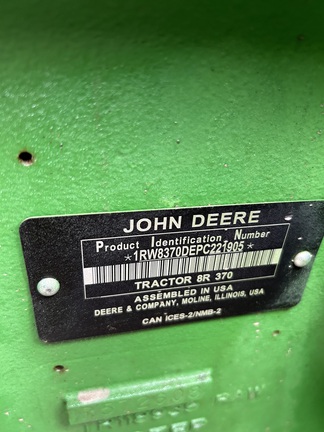 JOHN DEERE
Product Identification Number
*1RW8370DEPC221905*
TRACTOR 8R 370
ASSEMBLED IN USA
DEERE & COMPANY, MOLINE, ILLINOIS, USA
CAN ICES-2/NMB-2